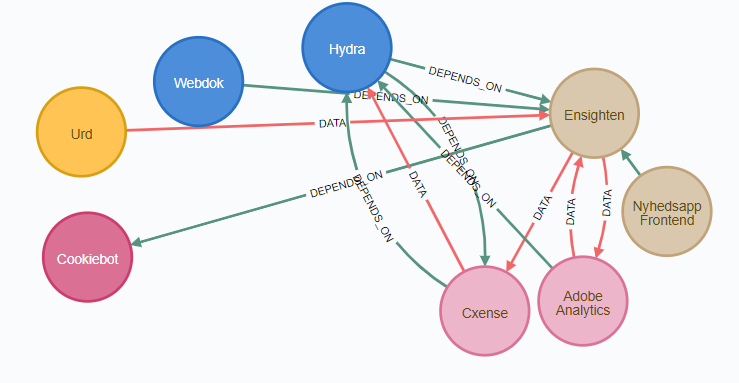 Hydra
Webdok
Urd
Ensighten
Cookiebot
Nyhedsapp
Frontend
Cxense
Adobe
Analytics
DEPENDS_ON
DEPENDS_ON
DATA
DEPENDS_ON
DEPENDS_ON
DEPENDS_ON
DEPENDS_ON
DATA
DATA
DATA
DATA